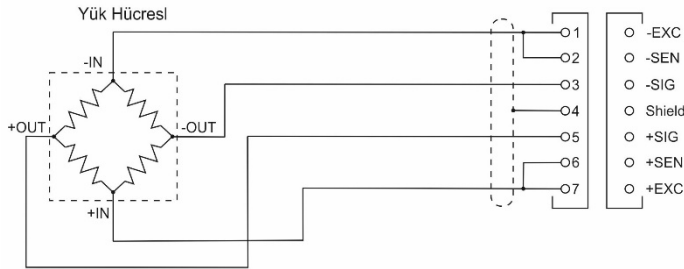 Yük Hücresl
-IN
+OUT
-OUT
+IN
1 -EXC
2 -SEN
3 -SIG
4 Shield
5 +SIG
6 +SEN
7 +EXC